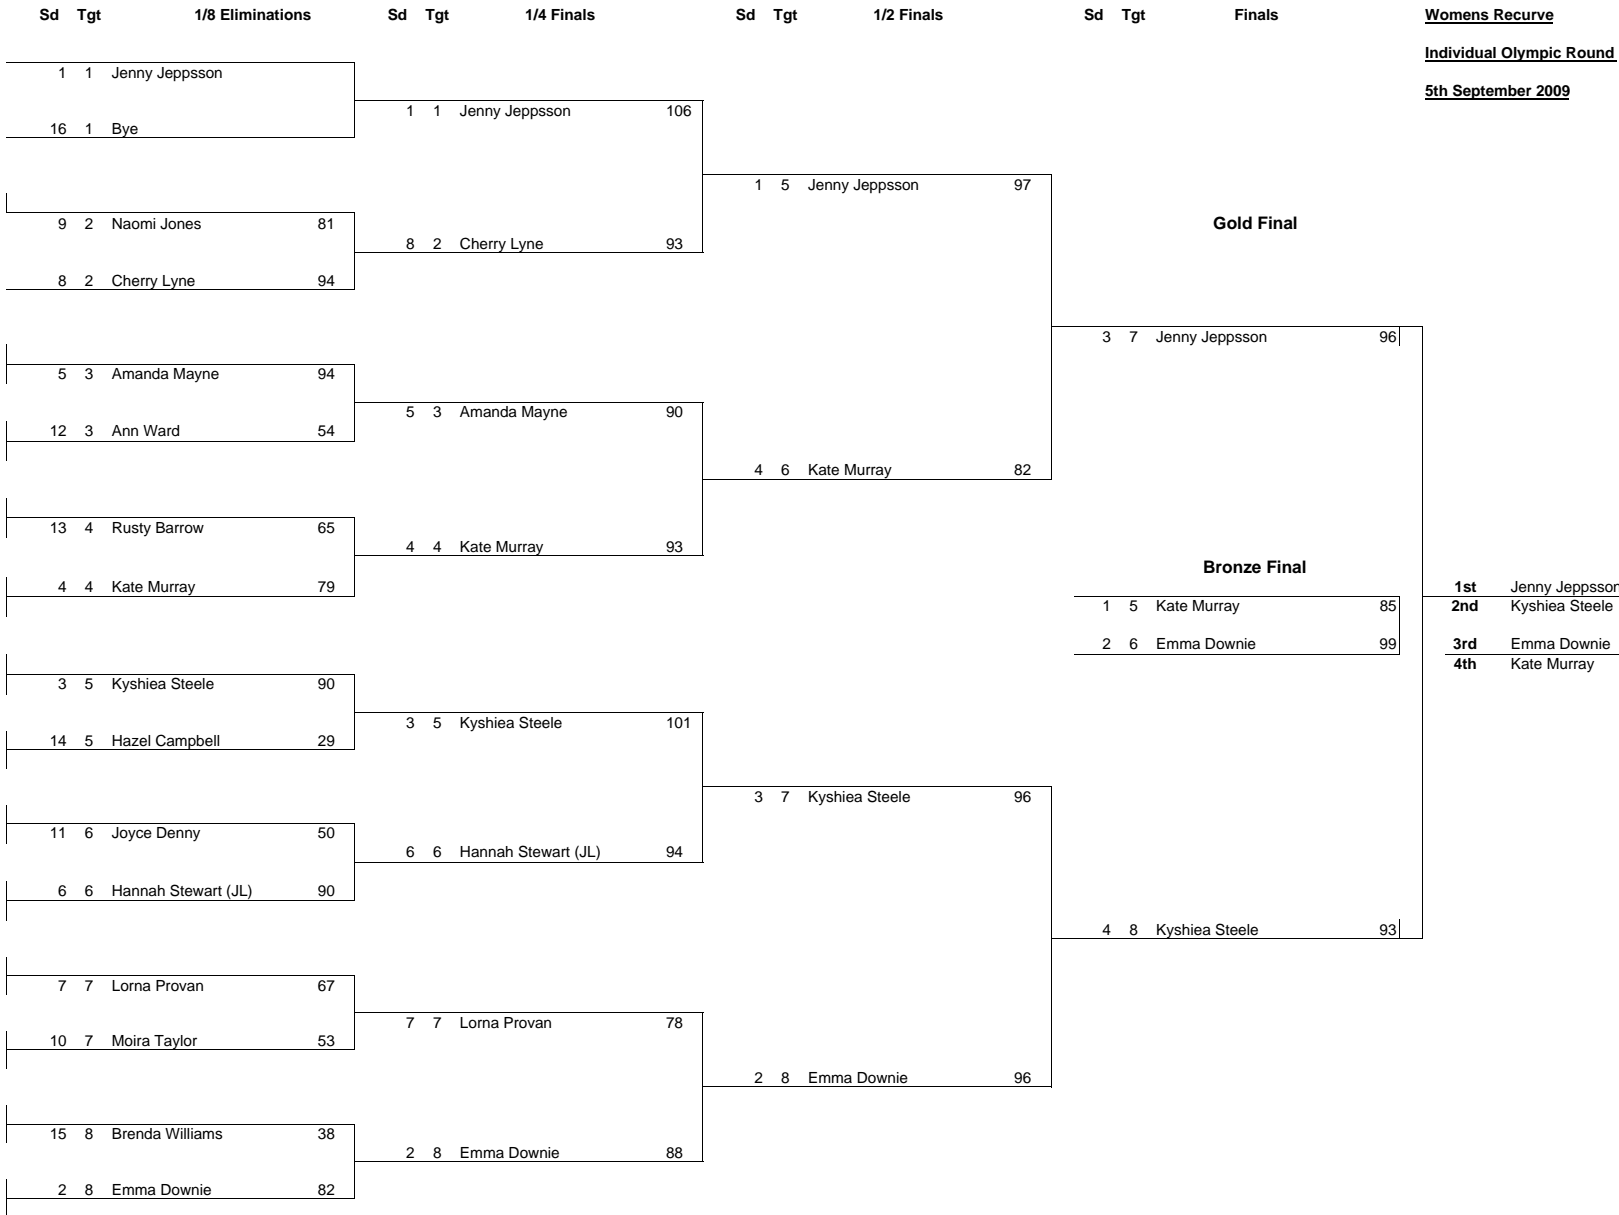 Sd Tgt 1/8 Eliminations Sd Tgt 1/4 Finals Sd Tgt 1/2 Finals Sd Tgt Finals Womens Recurve
Individual Olympic Round
1 1 Jenny Jeppsson
5th September 2009
1 1 Jenny Jeppsson 106
16 1 Bye
1 5 Jenny Jeppsson 97
9 2 Naomi Jones 81 Gold Final
8 2 Cherry Lyne 93
8 2 Cherry Lyne 94
3 7 Jenny Jeppsson 96
5 3 Amanda Mayne 94
5 3 Amanda Mayne 90
12 3 Ann Ward 54
4 6 Kate Murray 82
13 4 Rusty Barrow 65
4 4 Kate Murray 93
Bronze Final
4 4 Kate Murray 79 1st Jenny Jeppsson
1 5 Kate Murray 85 2nd Kyshiea Steele
2 6 Emma Downie 99 3rd Emma Downie
4th Kate Murray
3 5 Kyshiea Steele 90
3 5 Kyshiea Steele 101
14 5 Hazel Campbell 29
3 7 Kyshiea Steele 96
11 6 Joyce Denny 50
6 6 Hannah Stewart (JL) 94
6 6 Hannah Stewart (JL) 90
4 8 Kyshiea Steele 93
7 7 Lorna Provan 67
7 7 Lorna Provan 78
10 7 Moira Taylor 53
2 8 Emma Downie 96
15 8 Brenda Williams 38
2 8 Emma Downie 88
2 8 Emma Downie 82